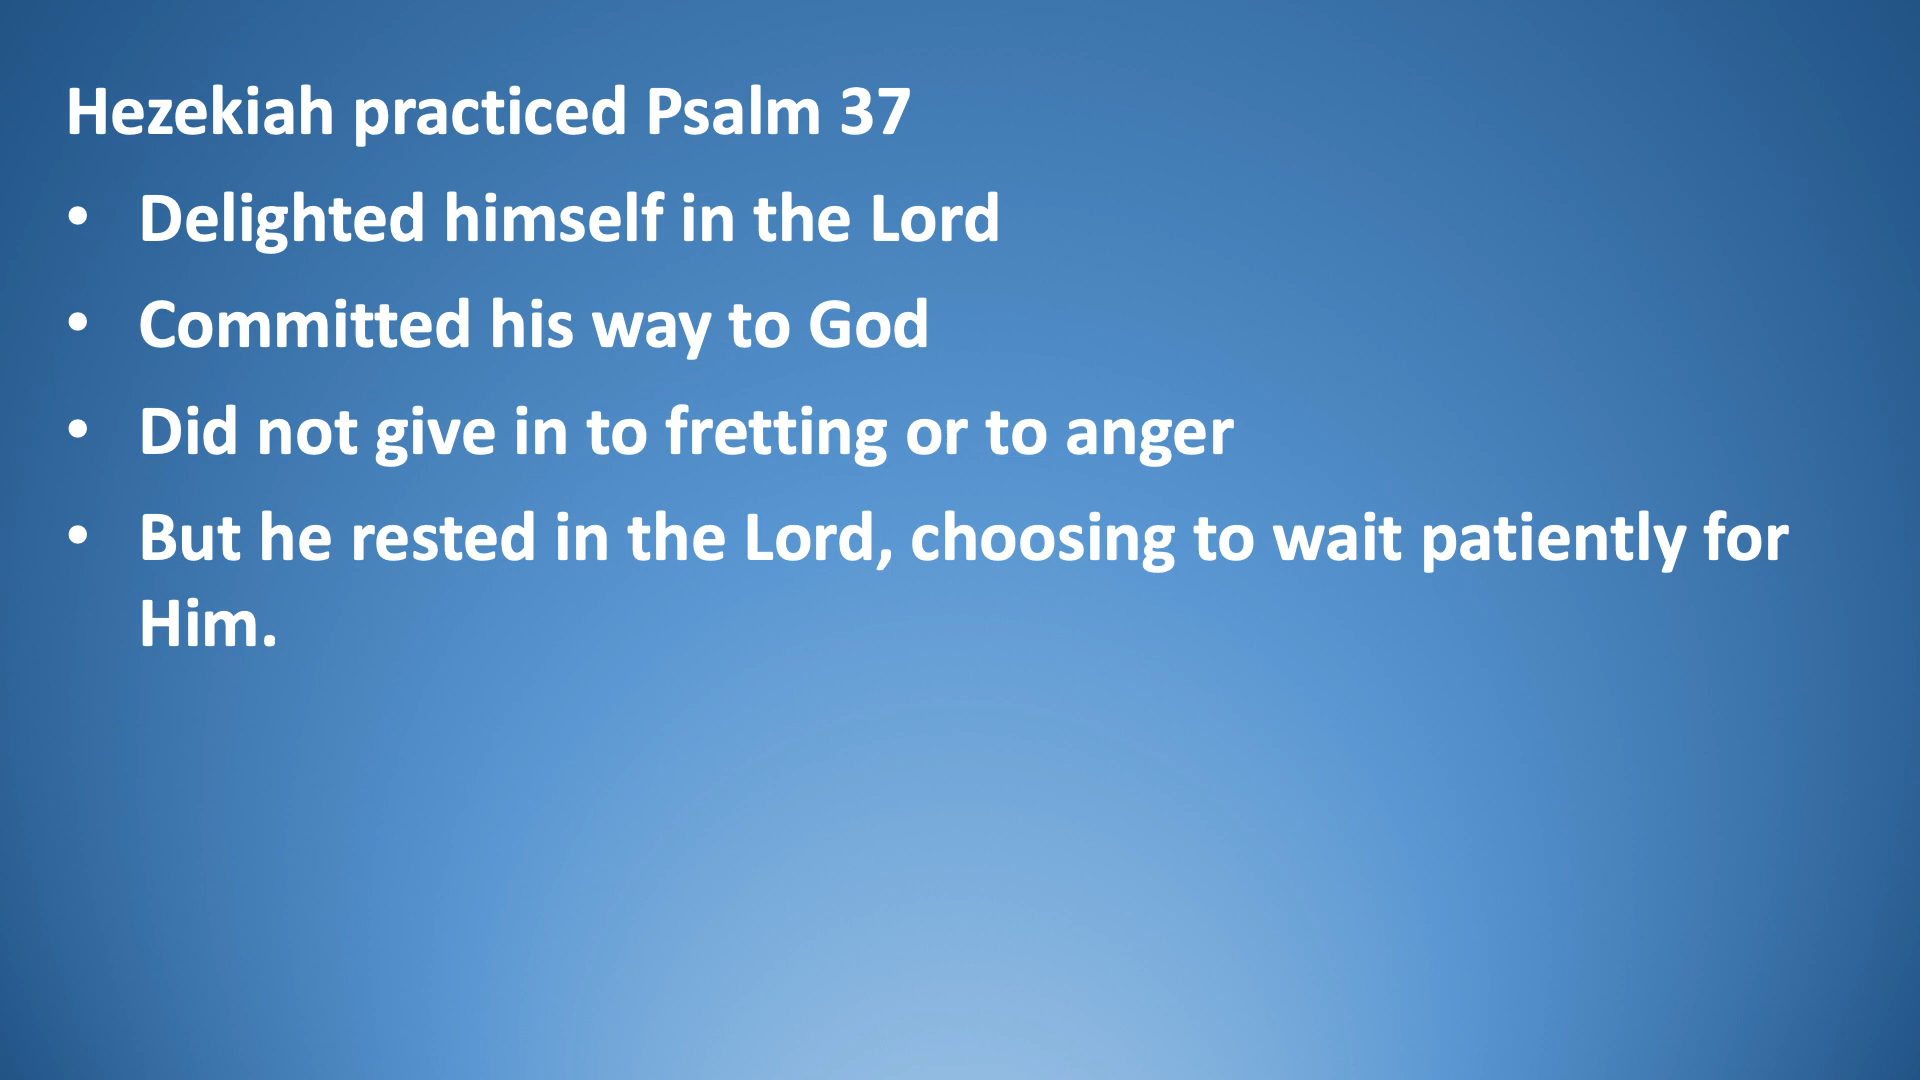 Hezekiah practiced Psalm 37
• Delighted himself in the Lord
• Committed his way to God
• Did not give in to fretting or to anger
• But he rested in the Lord, choosing to wait patiently for
Him.